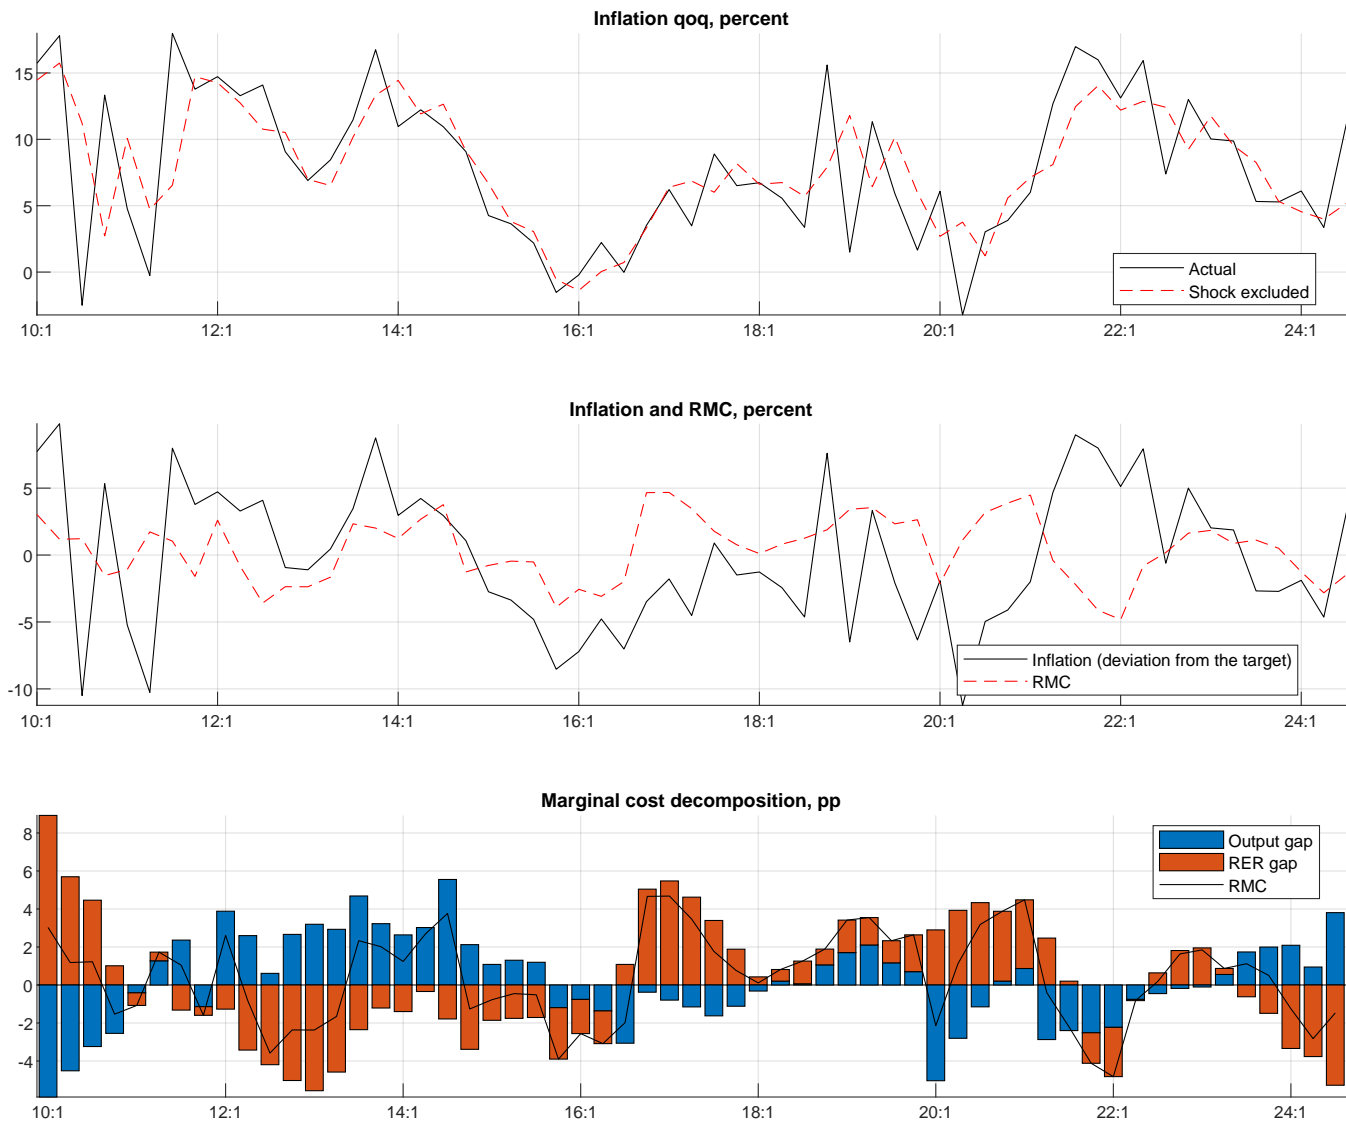 Inflation qoq, percent
15
10
5
0
Actual
Shock excluded
10:1 12:1 14:1 16:1 18:1 20:1 22:1 24:1
Inflation and RMC, percent
5
0
-5
-10
Inflation (deviation from the target)
RMC
10:1 12:1 14:1 16:1 18:1 20:1 22:1 24:1
Marginal cost decomposition, pp
8
6
4
2
0
-2
-4
Output gap
RER gap
RMC
10:1 12:1 14:1 16:1 18:1 20:1 22:1 24:1